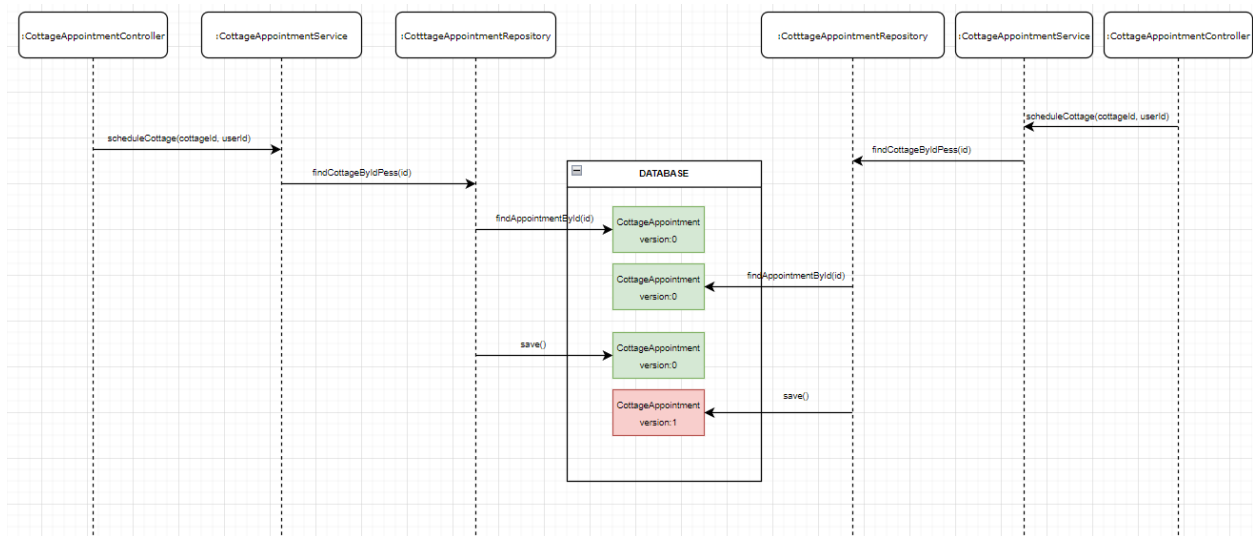 :CottageAppointmentController
:CottageAppointmentService
:CotttageAppointmentRepository
:CotttageAppointmentRepository
:CottageAppointmentService
:CottageAppointmentController
scheduleCottage(cottageId, userId)
scheduleCottage(cottageId, userId)
findCottageByIdPess(id)
findCottageByIdPess(id)
DATABASE
findAppointmentById(id)
CottageAppointment
version:0
findAppointmentById(id)
CottageAppointment
version:0
save()
CottageAppointment
version:0
save()
CottageAppointment
version:1